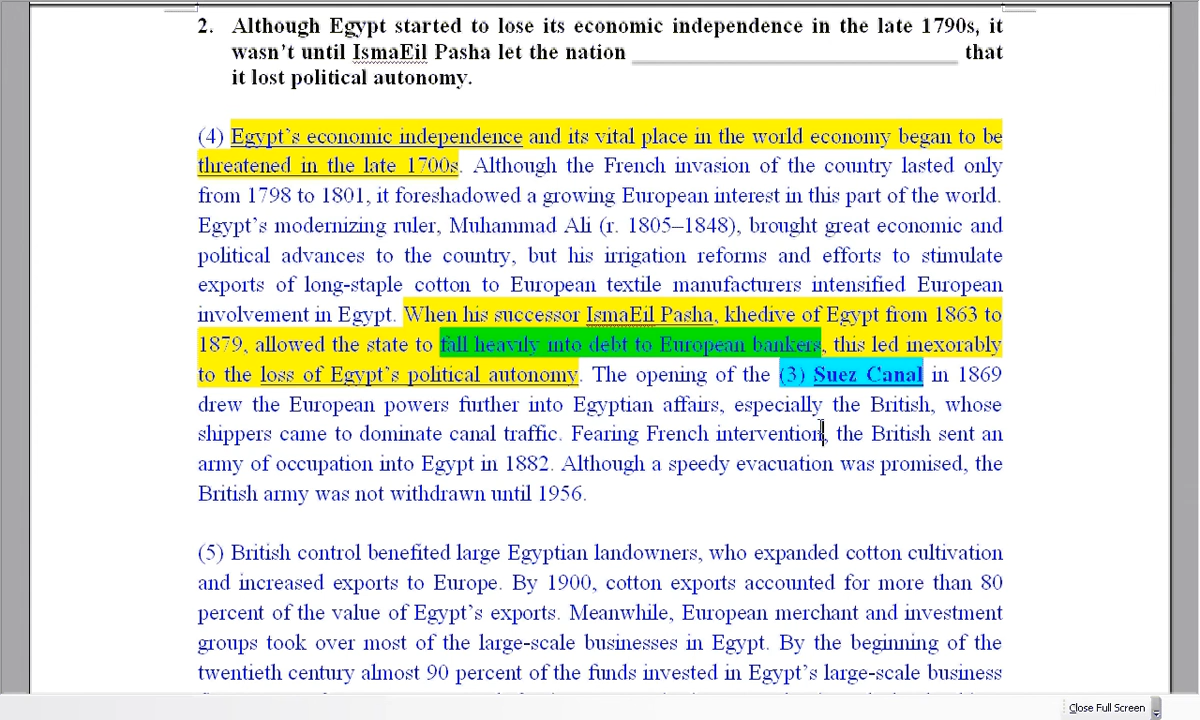 2. Although Egypt started to lose its economic independence in the late 1790s, it
wasn't until IsmaEil Pasha let the nation ______________________________ that
it lost political autonomy.
(4) Egypt's economic independence and its vital place in the world economy began to be
threatened in the late 1700s. Although the French invasion of the country lasted only
from 1798 to 1801, it foreshadowed a growing European interest in this part of the world.
Egypt's modernizing ruler, Muhammad Ali (r. 1805–1848), brought great economic and
political advances to the country, but his irrigation reforms and efforts to stimulate
exports of long-staple cotton to European textile manufacturers intensified European
involvement in Egypt. When his successor IsmaEil Pasha, khedive of Egypt from 1863 to
1879, allowed the state to fall heavily into debt to European bankers, this led inexorably
to the loss of Egypt's political autonomy. The opening of the (3) Suez Canal in 1869
drew the European powers further into Egyptian affairs, especially the British, whose
shippers came to dominate canal traffic. Fearing French intervention, the British sent an
army of occupation into Egypt in 1882. Although a speedy evacuation was promised, the
British army was not withdrawn until 1956.
(5) British control benefited large Egyptian landowners, who expanded cotton cultivation
and increased exports to Europe. By 1900, cotton exports accounted for more than 80
percent of the value of Egypt's exports. Meanwhile, European merchant and investment
groups took over most of the large-scale businesses in Egypt. By the beginning of the
twentieth century almost 90 percent of the funds invested in Egypt's large-scale business
Close Full Screen